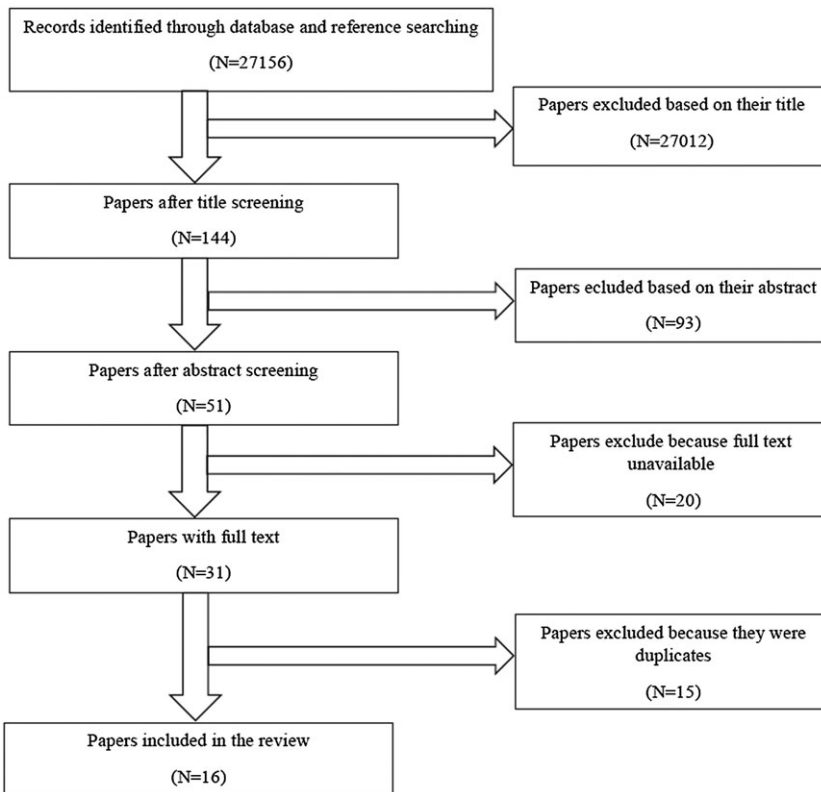 Records identified through database and reference searching
(N=27156)
Papers excluded based on their title
(N=27012)
Papers after title screening
(N=144)
Papers ecluded based on their abstract
(N=93)
Papers after abstract screening
(N=51)
Papers exclude because full text
unavailable
(N=20)
Papers with full text
(N=31)
Papers excluded because they were
duplicates
(N=15)
Papers included in the review
(N=16)